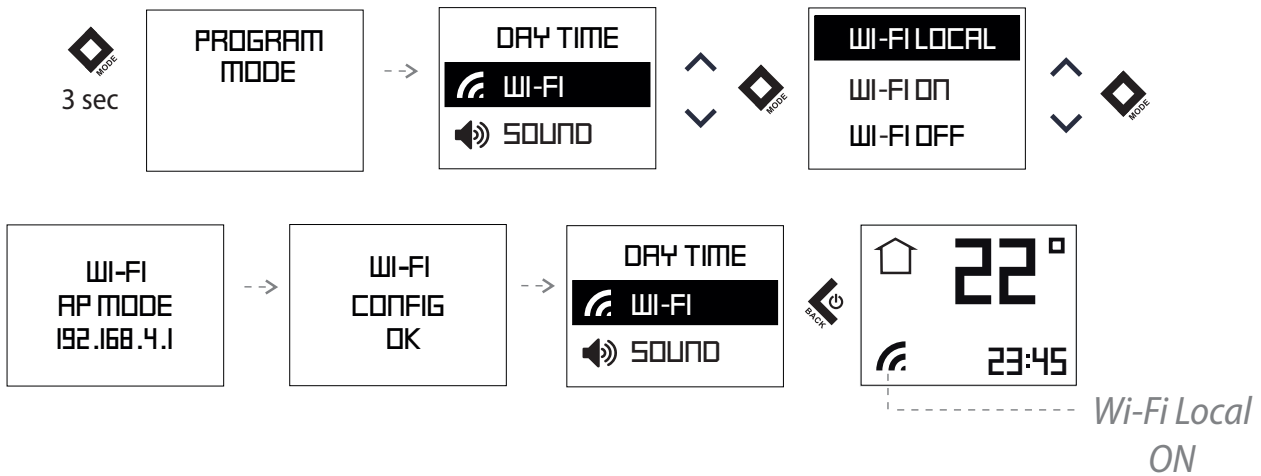 MODE
3 sec
PROGRAM
MODE
DAY TIME
WI-FI
SOUND
MODE
WI-FI LOCAL
WI-FI ON
WI-FI OFF
MODE
WI-FI
AP MODE
192.168.4.1
WI-FI
CONFIG
OK
DAY TIME
WI-FI
SOUND
BACK
22°
23:45
Wi-Fi Local
ON